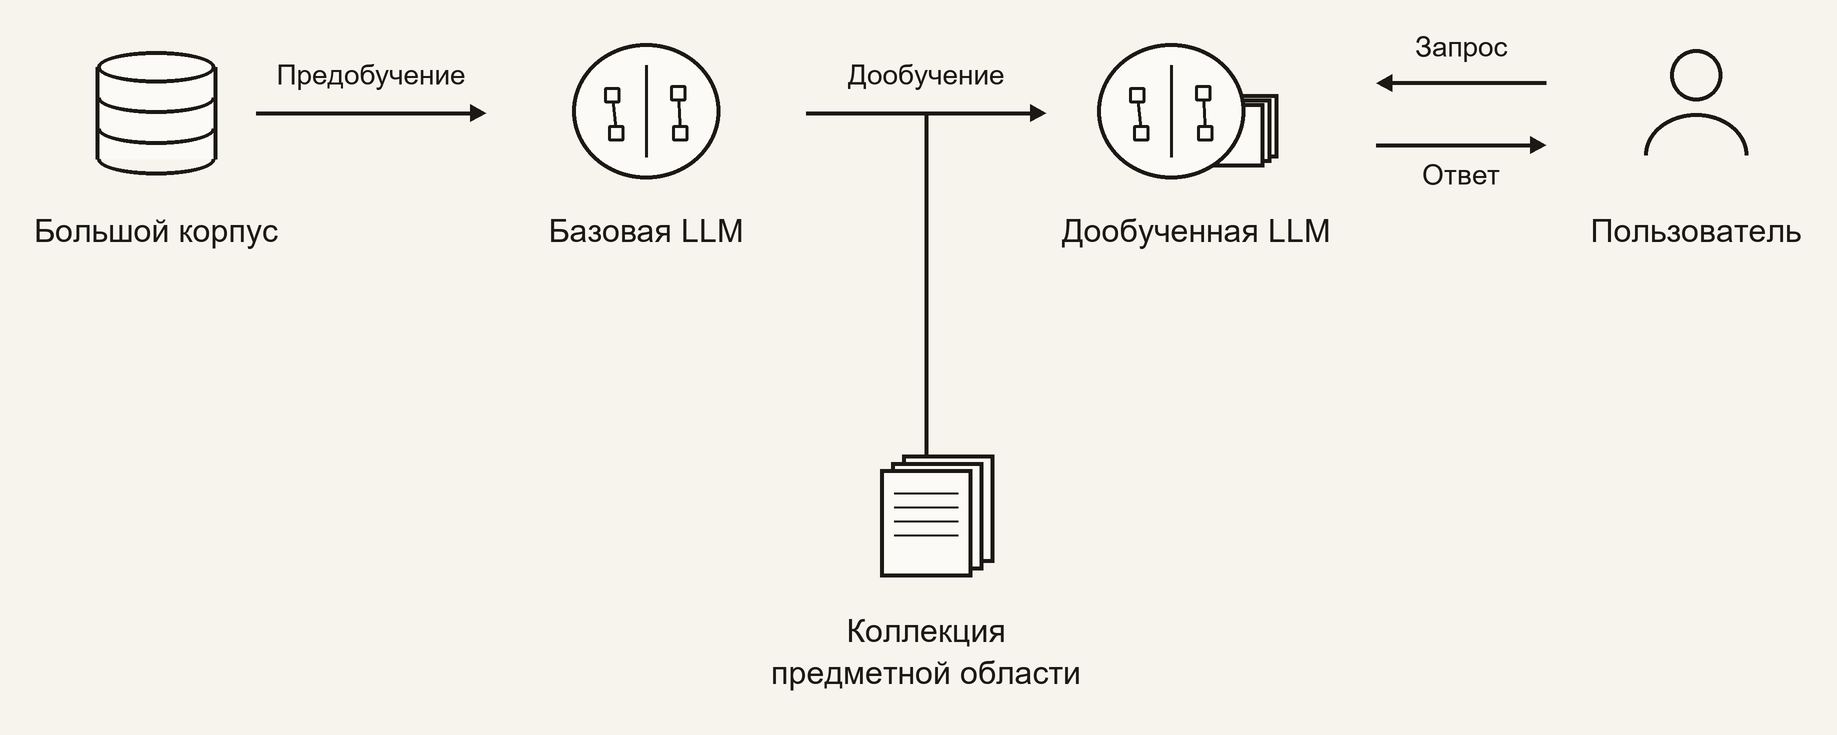 Предобучение
Дообучение
Запрос
Ответ
Большой корпус
Базовая LLM
Дообученная LLM
Пользователь
Коллекция
предметной области